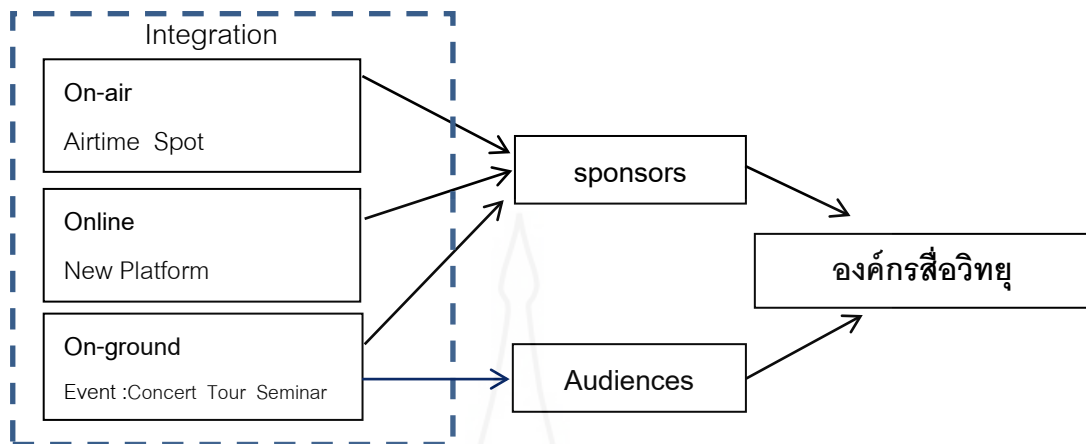 Integration
On-air
Airtime Spot
Online
New Platform
On-ground
Event :Concert Tour Seminar
sponsors
Audiences
องค์กรสื่อวิทยุ